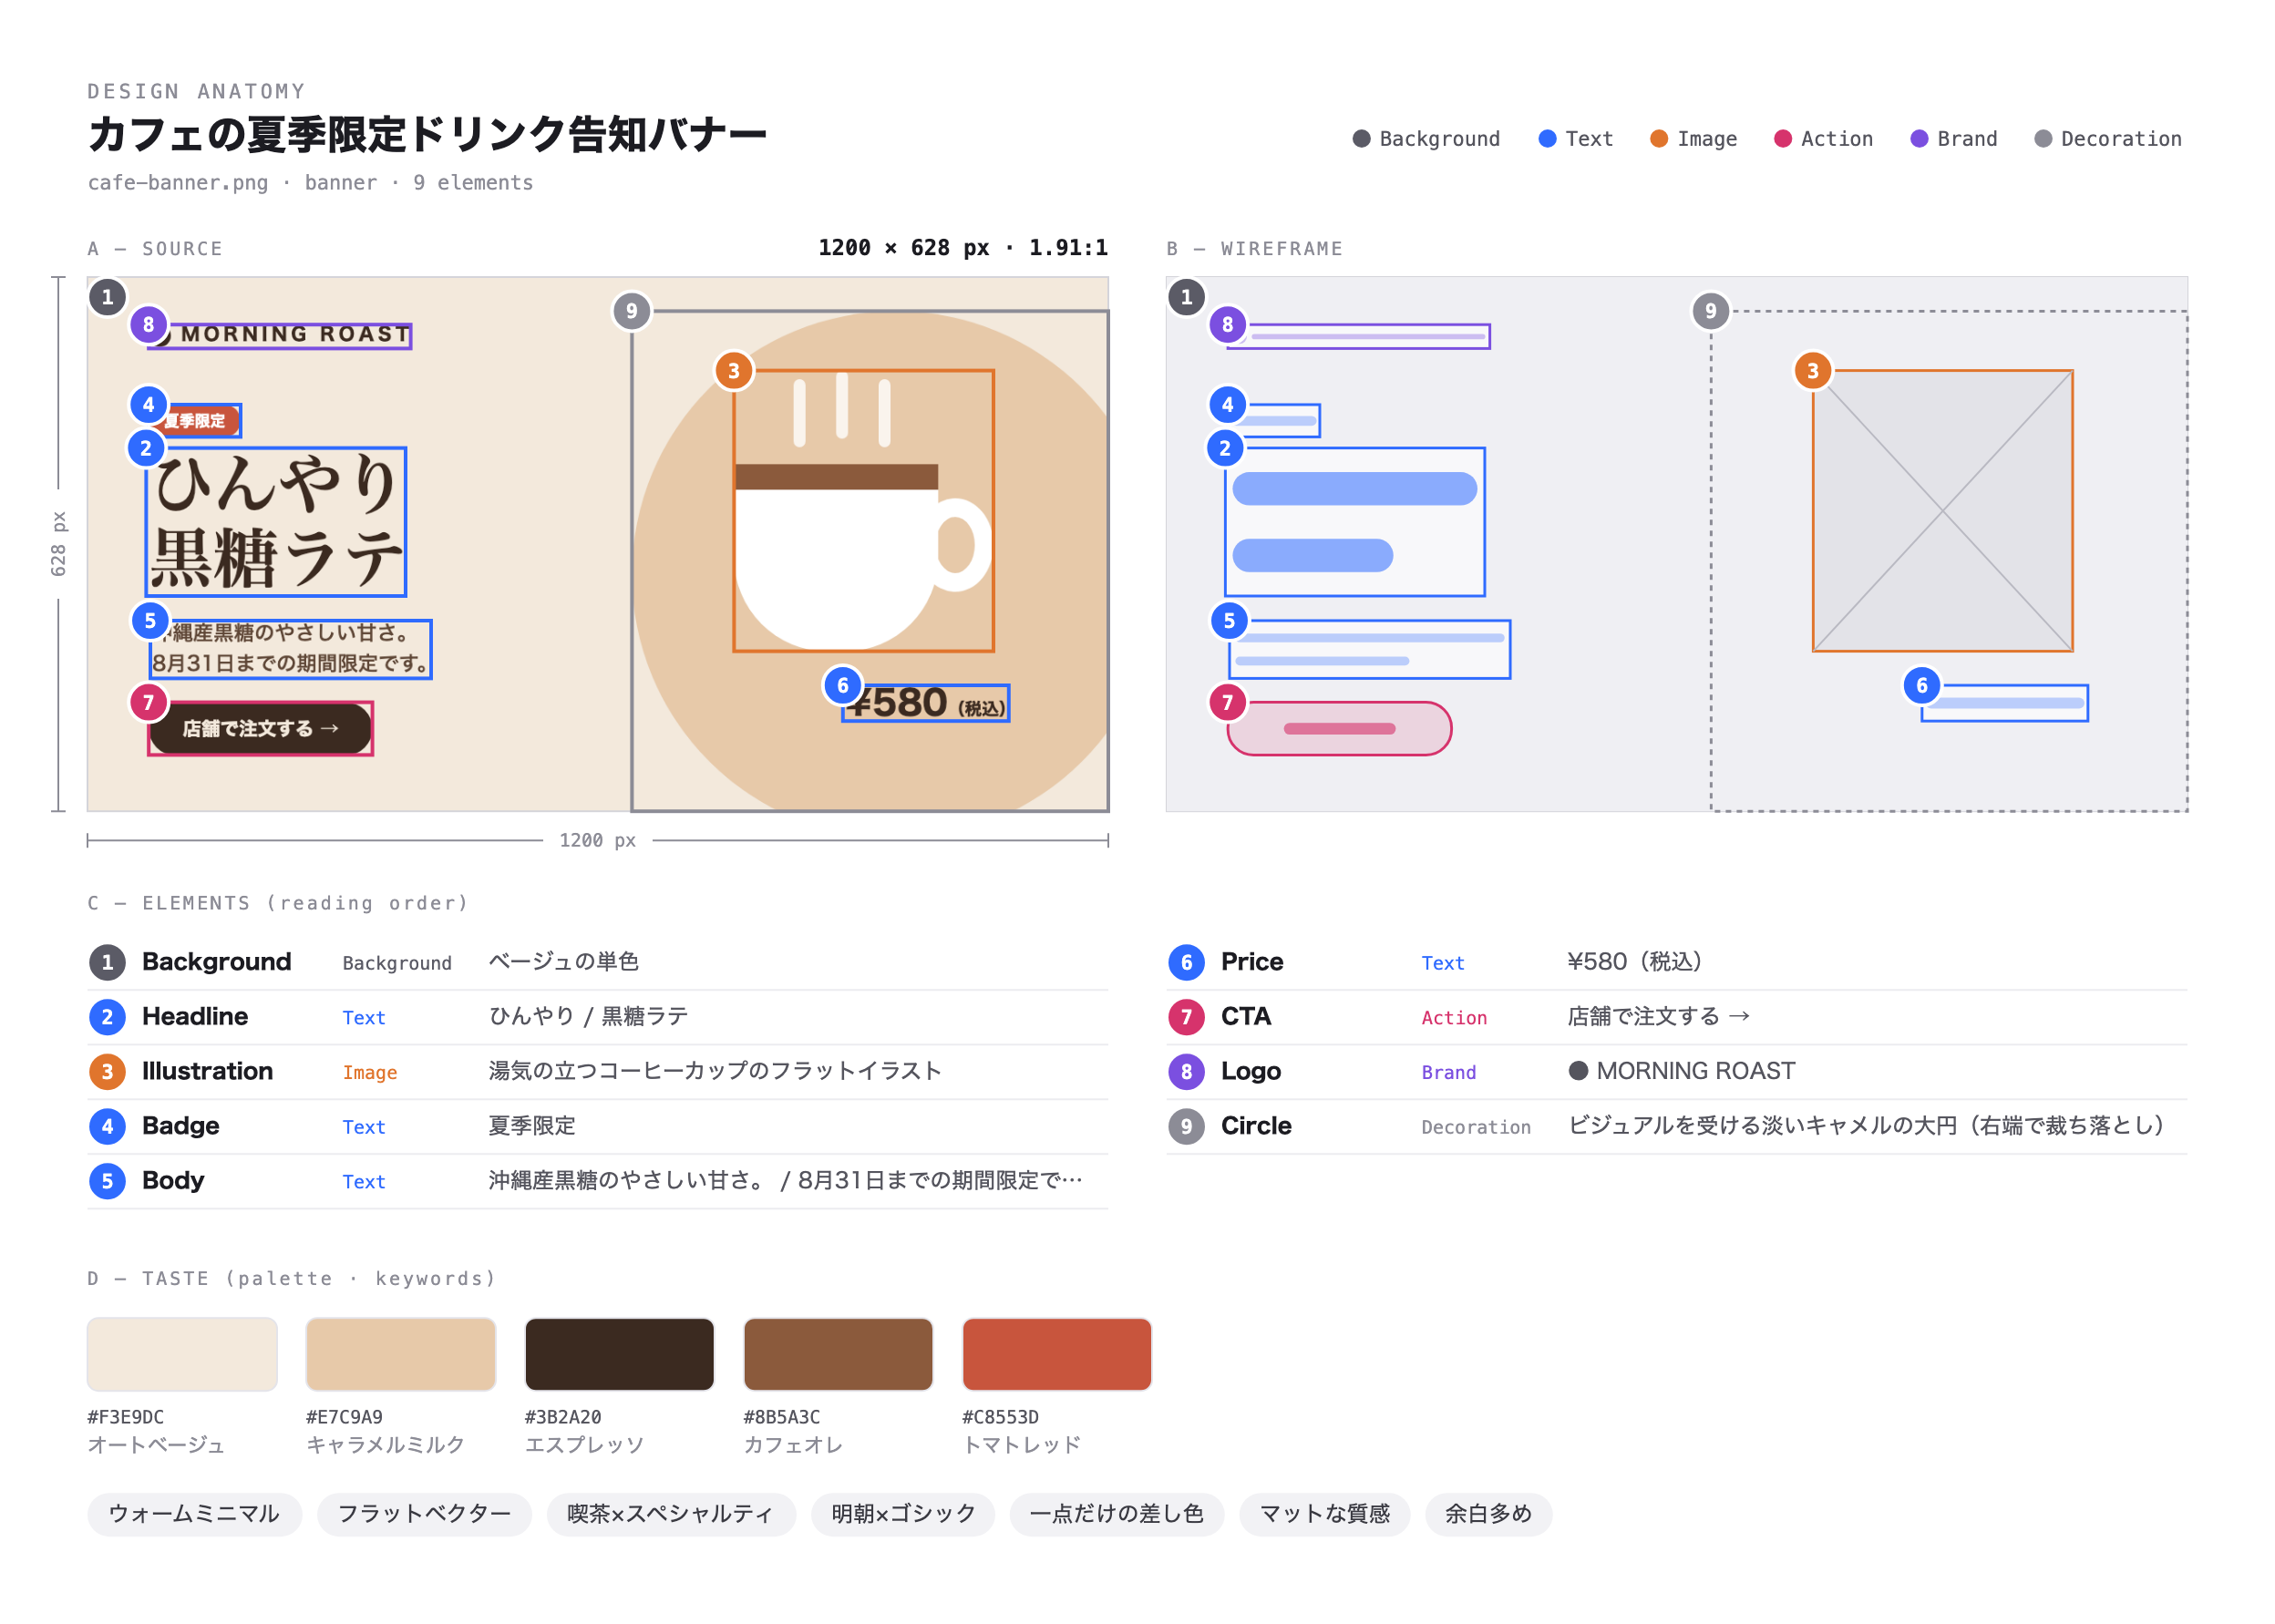 DESIGN ANATOMY
カフェの夏季限定ドリンク告知バナー
cafe-banner.png · banner · 9 elements
Background
Text
Image
Action
Brand
Decoration
A — SOURCE
1200 × 628 px · 1.91:1
628 px
1
8
MORNING ROAST
4
夏季限定
2
ひんやり
黒糖ラテ
5
沖縄産黒糖のやさしい甘さ。
8月31日までの期間限定です。
7
店舗で注文する →
9
3
6
¥580 (税込)
1200 px
B — WIREFRAME
1
8
4
2
5
7
9
3
6
C — ELEMENTS (reading order)
1 Background Background ベージュの単色
2 Headline Text ひんやり / 黒糖ラテ
3 Illustration Image 湯気の立つコーヒーカップのフラットイラスト
4 Badge Text 夏季限定
5 Body Text 沖縄産黒糖のやさしい甘さ。 / 8月31日までの期間限定で…
6 Price Text ¥580（税込）
7 CTA Action 店舗で注文する →
8 Logo Brand ● MORNING ROAST
9 Circle Decoration ビジュアルを受ける淡いキャメルの大円（右端で裁ち落とし）
D — TASTE (palette · keywords)
#F3E9DC
オートベージュ
#E7C9A9
キャラメルミルク
#3B2A20
エスプレッソ
#8B5A3C
カフェオレ
#C8553D
トマトレッド
ウォームミニマル
フラットベクター
喫茶×スペシャルティ
明朝×ゴシック
一点だけの差し色
マットな質感
余白多め